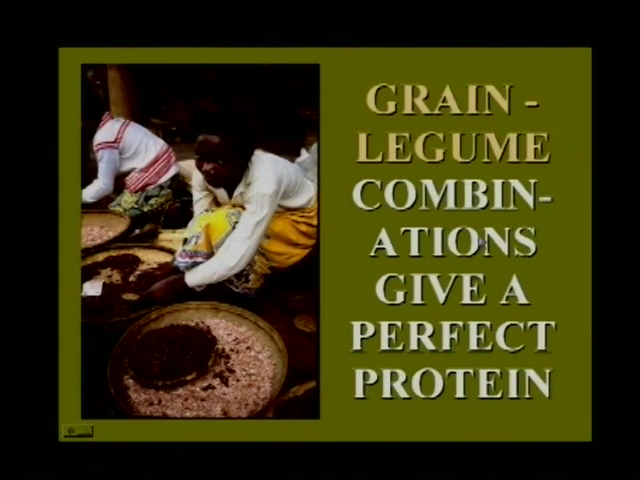 GRAIN -
LEGUME
COMBIN-
ATIONS
GIVE A
PERFECT
PROTEIN